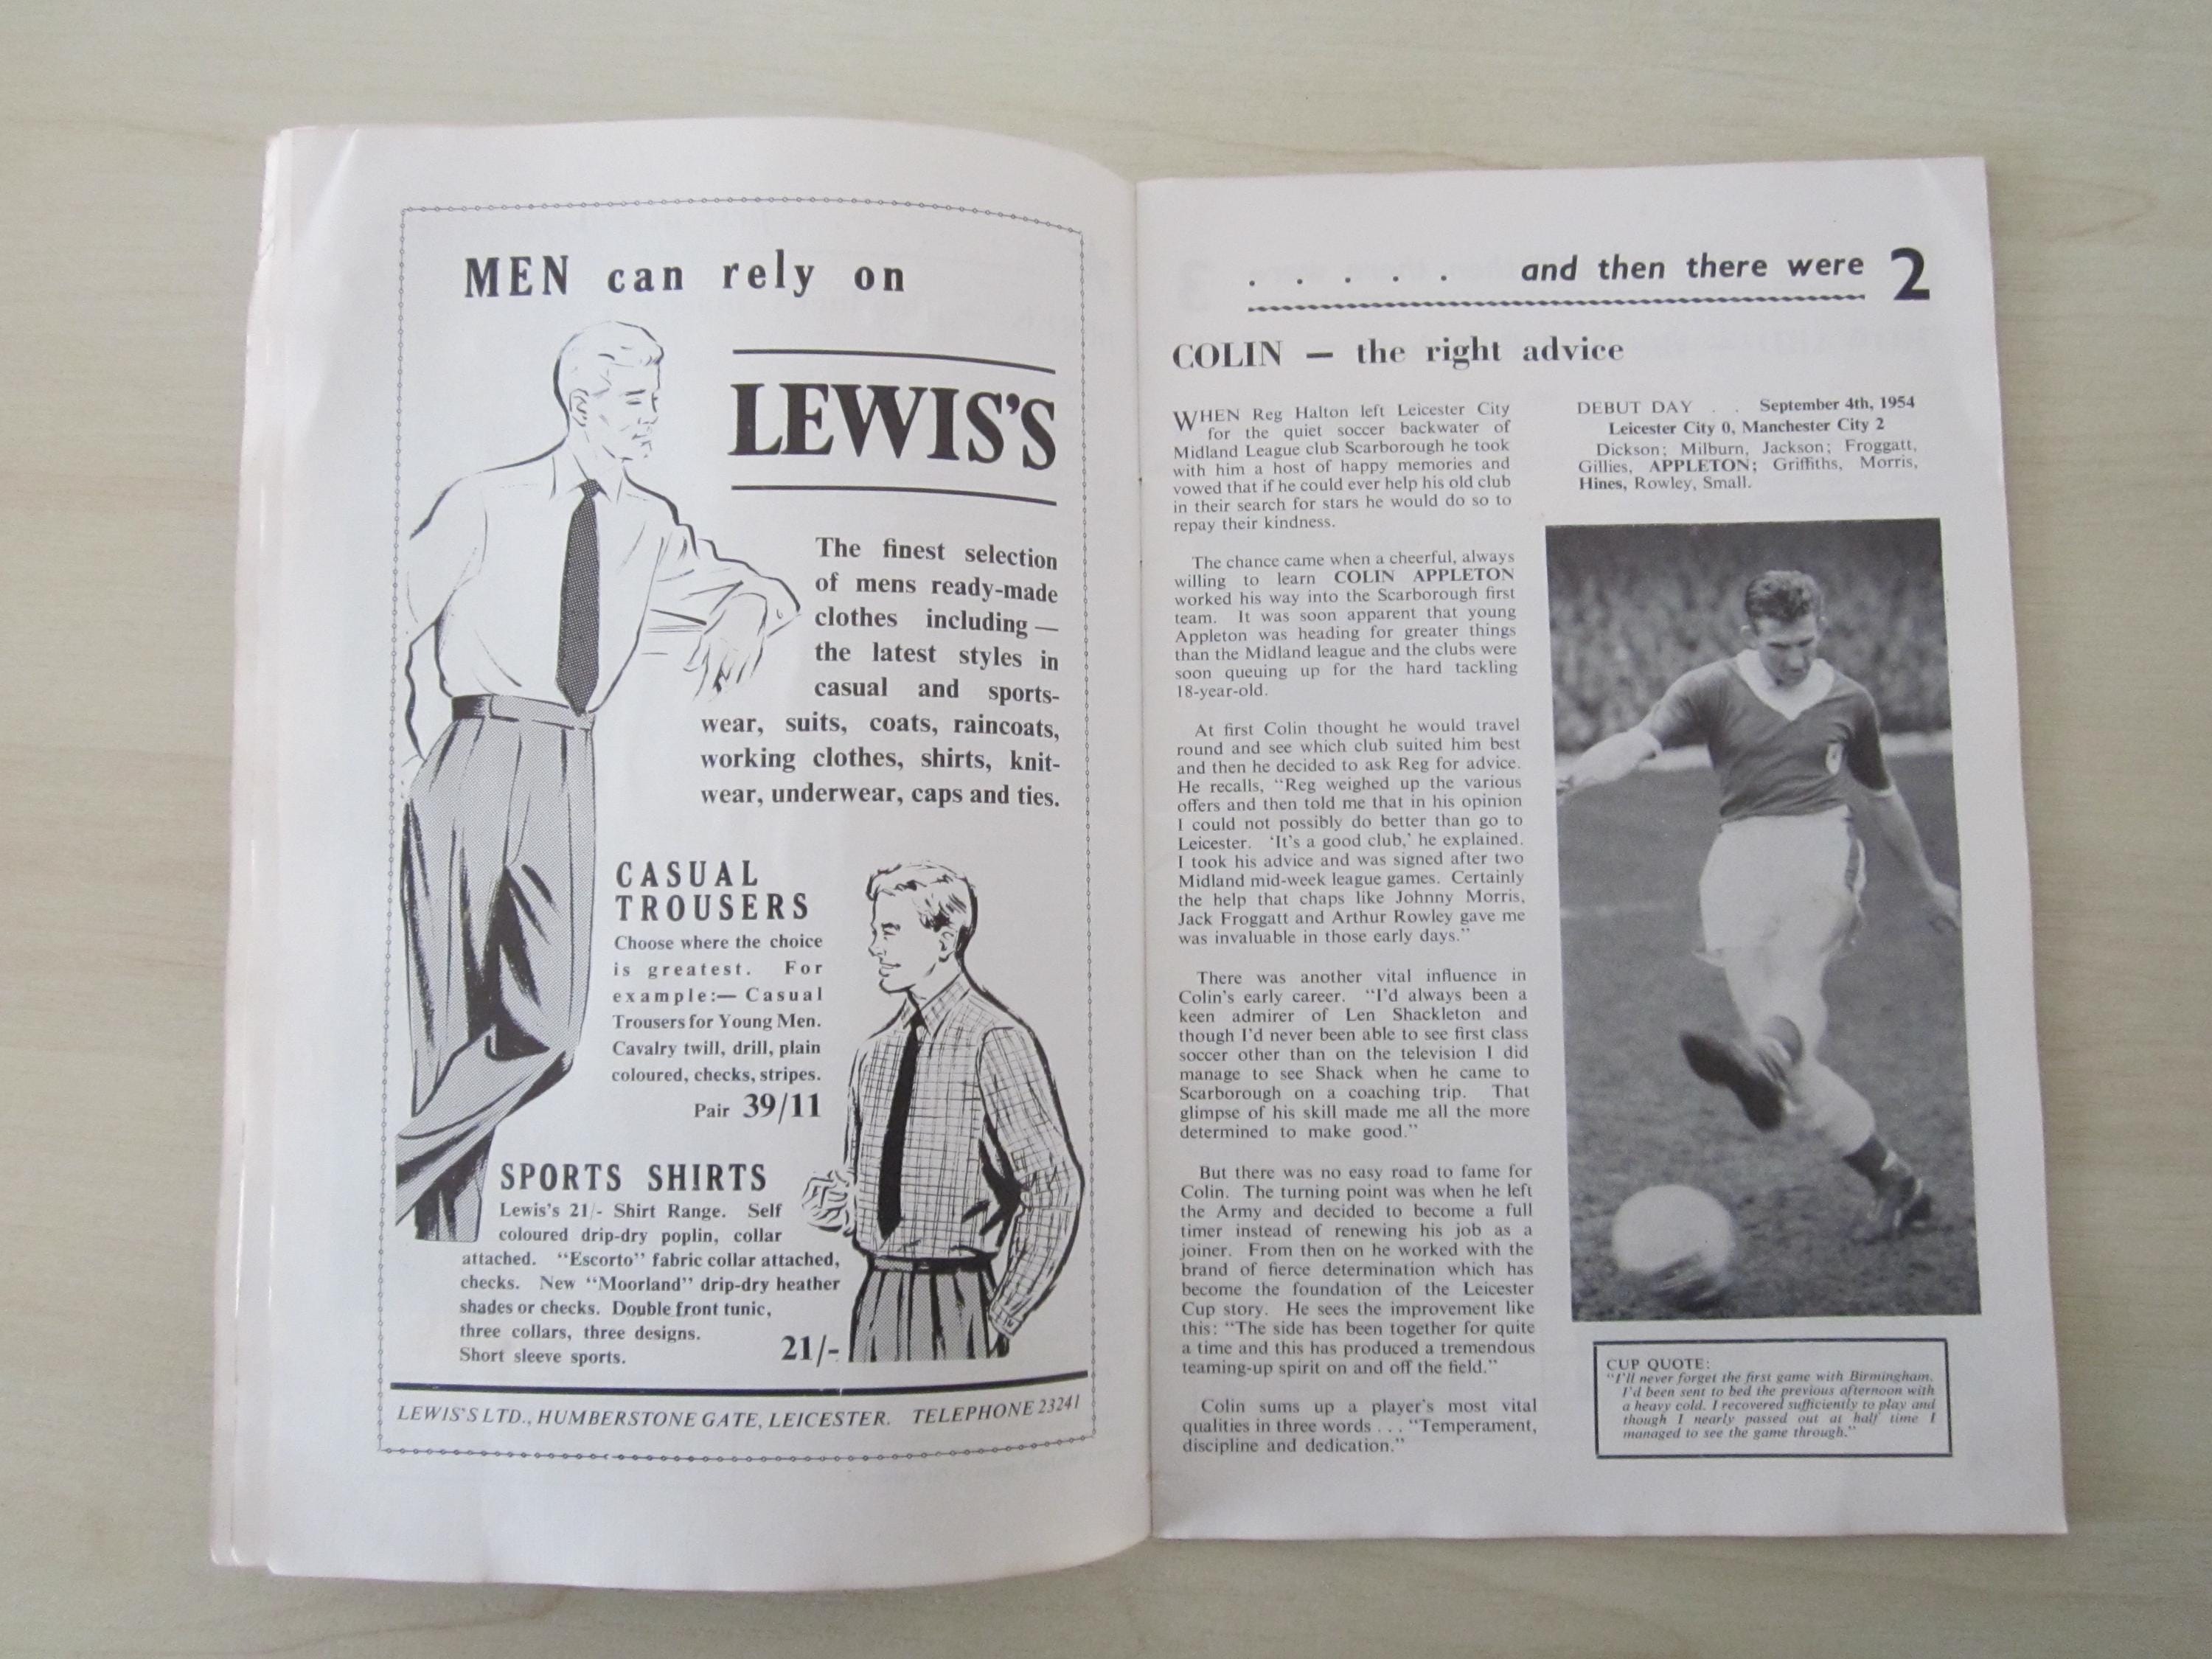 MEN can rely on
LEWIS'S
The finest selection
of mens ready-made
clothes including —
the latest styles in
casual and sports-
wear, suits, coats, raincoats,
working clothes, shirts, knit-
wear, underwear, caps and ties.
CASUAL
TROUSERS
Choose where the choice
is greatest. For
example:— Casual
Trousers for Young Men.
Cavalry twill, drill, plain
coloured, checks, stripes.
Pair 39/11
SPORTS SHIRTS
Lewis's 21/- Shirt Range. Self
coloured drip-dry poplin, collar
attached. "Escorto" fabric collar attached,
checks. New "Moorland" drip-dry heather
shades or checks. Double front tunic,
three collars, three designs.
Short sleeve sports.
21/-
LEWIS'S LTD., HUMBERSTONE GATE, LEICESTER. TELEPHONE 23241
. . . . . and then there were 2
COLIN — the right advice
WHEN Reg Halton left Leicester City
for the quiet soccer backwater of
Midland League club Scarborough he took
with him a host of happy memories and
vowed that if he could ever help his old club
in their search for stars he would do so to
repay their kindness.
The chance came when a cheerful, always
willing to learn COLIN APPLETON
worked his way into the Scarborough first
team. It was soon apparent that young
Appleton was heading for greater things
than the Midland league and the clubs were
soon queuing up for the hard tackling
18-year-old.
At first Colin thought he would travel
round and see which club suited him best
and then he decided to ask Reg for advice.
He recalls, "Reg weighed up the various
offers and then told me that in his opinion
I could not possibly do better than go to
Leicester. 'It's a good club,' he explained.
I took his advice and was signed after two
Midland mid-week league games. Certainly
the help that chaps like Johnny Morris,
Jack Froggatt and Arthur Rowley gave me
was invaluable in those early days."
There was another vital influence in
Colin's early career. "I'd always been a
keen admirer of Len Shackleton and
though I'd never been able to see first class
soccer other than on the television I did
manage to see Shack when he came to
Scarborough on a coaching trip. That
glimpse of his skill made me all the more
determined to make good."
But there was no easy road to fame for
Colin. The turning point was when he left
the Army and decided to become a full
timer instead of renewing his job as a
joiner. From then on he worked with the
brand of fierce determination which has
become the foundation of the Leicester
Cup story. He sees the improvement like
this: "The side has been together for quite
a time and this has produced a tremendous
teaming-up spirit on and off the field."
Colin sums up a player's most vital
qualities in three words . . . "Temperament,
discipline and dedication."
DEBUT DAY . . September 4th, 1954
Leicester City 0, Manchester City 2
Dickson; Milburn, Jackson; Froggatt,
Gillies, APPLETON; Griffiths, Morris,
Hines, Rowley, Small.
CUP QUOTE:
"I'll never forget the first game with Birmingham.
I'd been sent to bed the previous afternoon with
a heavy cold. I recovered sufficiently to play and
though I nearly passed out at half time I
managed to see the game through."